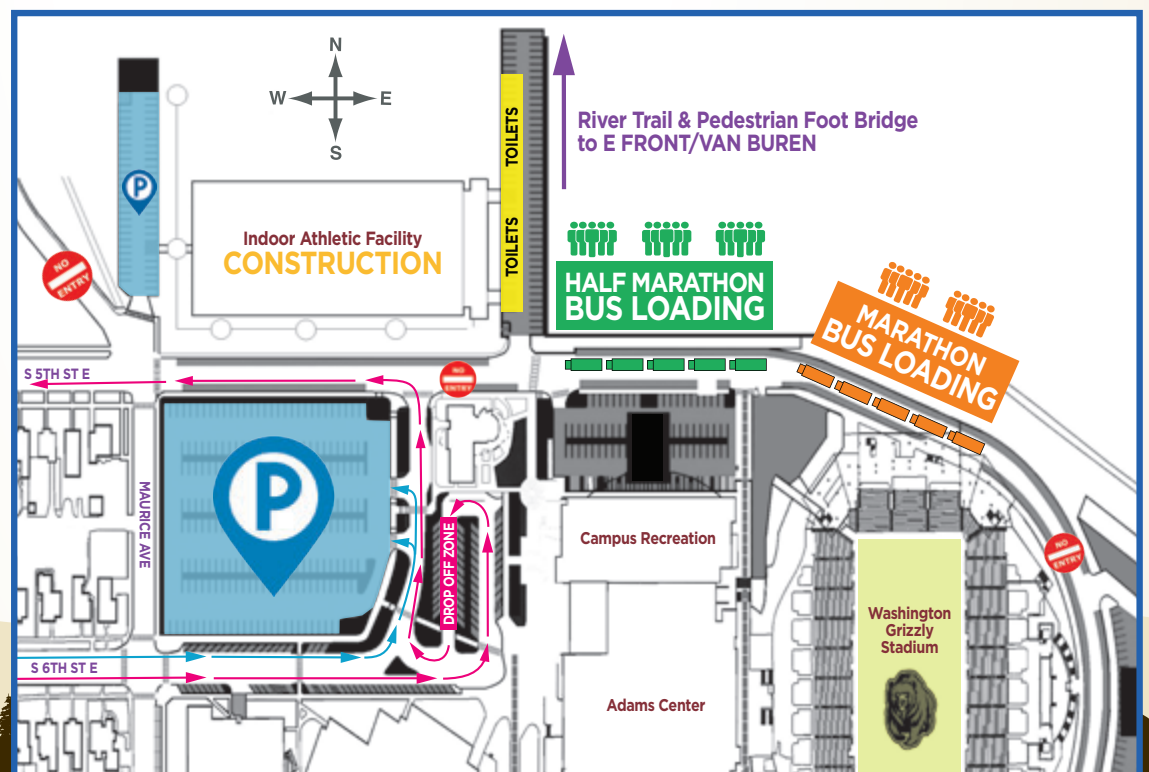 N
W E
S
TOILETS
TOILETS
River Trail & Pedestrian Foot Bridge
to E FRONT/VAN BUREN
P
Indoor Athletic Facility
CONSTRUCTION
NO
ENTRY
HALF MARATHON
BUS LOADING
MARATHON
BUS LOADING
S 5TH ST E
NO
ENTRY
P
MAURICE AVE
DROP OFF ZONE
Campus Recreation
NO
ENTRY
Washington
Grizzly
Stadium
S 6TH ST E
Adams Center